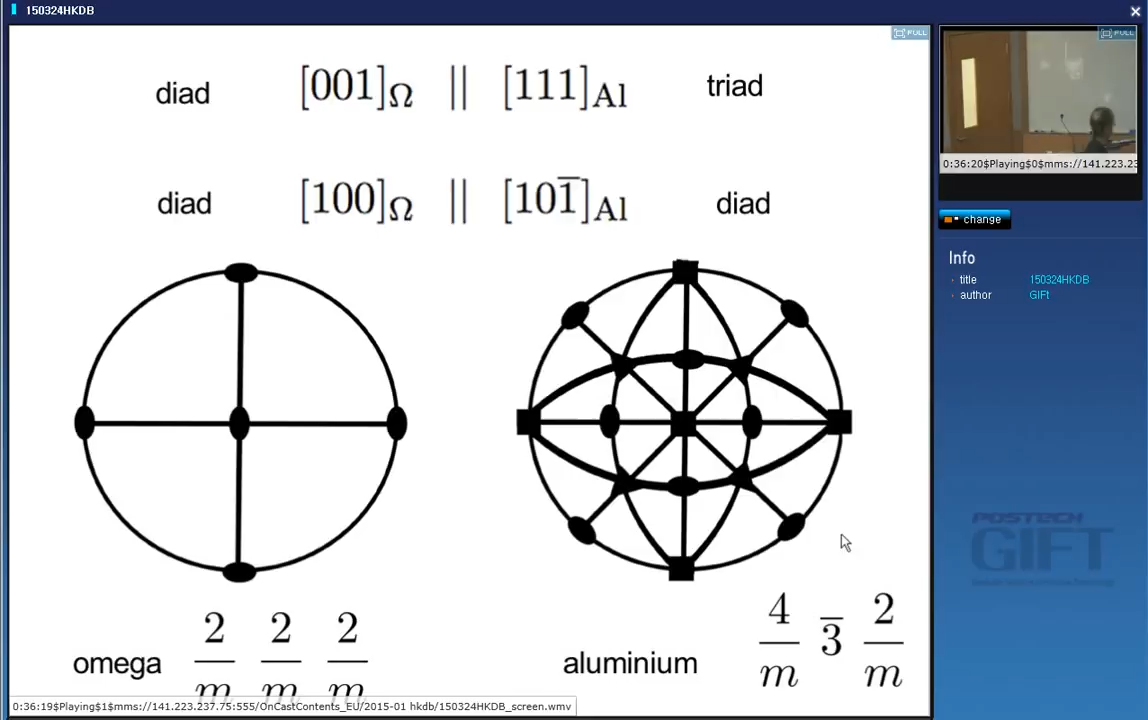 150324HKDB
FULL
diad [001]Ω || [111]Al triad
diad [100]Ω || [101̅]Al diad
omega 2/m 2/m 2/m
aluminium 4/m 3̅ 2/m
0:36:19$Playing$1$mms://141.223.237.75:555/OnCastContents_EU/2015-01 hkdb/150324HKDB_screen.wmv
FULL
0:36:20$Playing$0$mms://141.223.23
change
Info
title 150324HKDB
author GIFt
POSTECH
GIFT